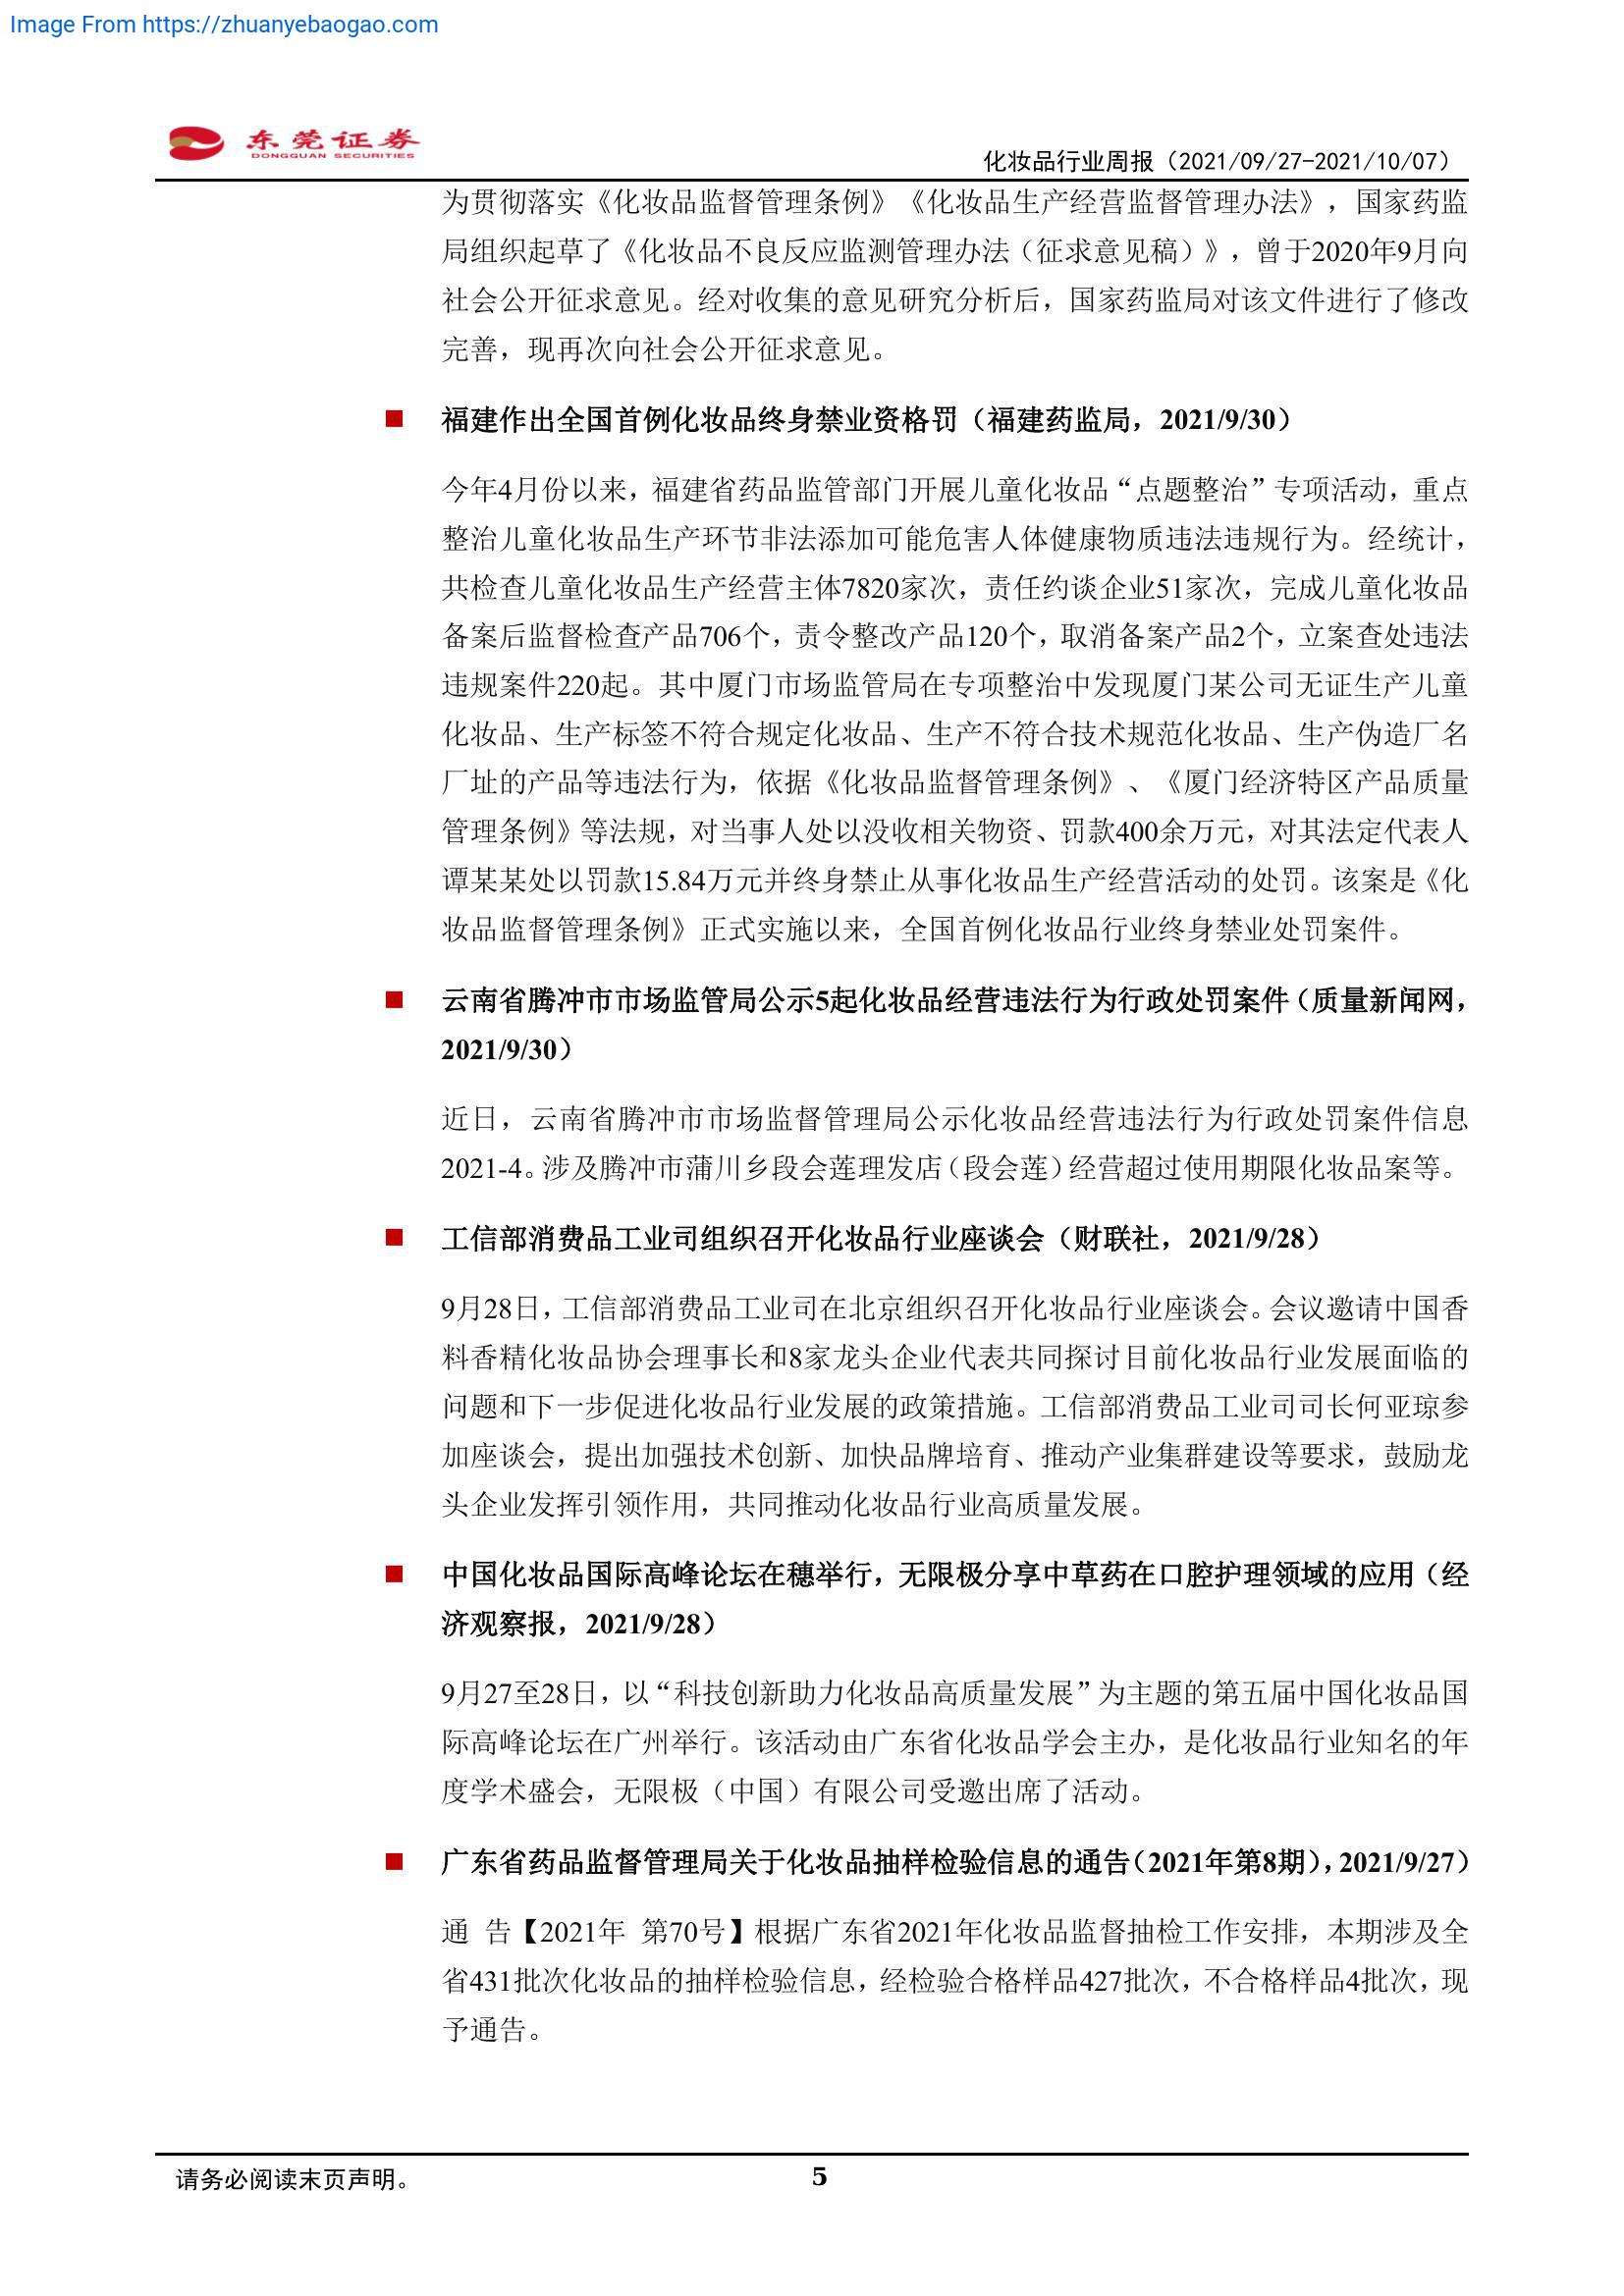 Image From https://zhuanyebaogao.com
东莞证券
DONGGUAN SECURITIES
化妆品行业周报（2021/09/27-2021/10/07）
为贯彻落实《化妆品监督管理条例》《化妆品生产经营监督管理办法》，国家药监
局组织起草了《化妆品不良反应监测管理办法（征求意见稿）》，曾于2020年9月向
社会公开征求意见。经对收集的意见研究分析后，国家药监局对该文件进行了修改
完善，现再次向社会公开征求意见。
■ 福建作出全国首例化妆品终身禁业资格罚（福建药监局，2021/9/30）
今年4月份以来，福建省药品监管部门开展儿童化妆品“点题整治”专项活动，重点
整治儿童化妆品生产环节非法添加可能危害人体健康物质违法违规行为。经统计，
共检查儿童化妆品生产经营主体7820家次，责任约谈企业51家次，完成儿童化妆品
备案后监督检查产品706个，责令整改产品120个，取消备案产品2个，立案查处违法
违规案件220起。其中厦门市场监管局在专项整治中发现厦门某公司无证生产儿童
化妆品、生产标签不符合规定化妆品、生产不符合技术规范化妆品、生产伪造厂名
厂址的产品等违法行为，依据《化妆品监督管理条例》、《厦门经济特区产品质量
管理条例》等法规，对当事人处以没收相关物资、罚款400余万元，对其法定代表人
谭某某处以罚款15.84万元并终身禁止从事化妆品生产经营活动的处罚。该案是《化
妆品监督管理条例》正式实施以来，全国首例化妆品行业终身禁业处罚案件。
■ 云南省腾冲市市场监管局公示5起化妆品经营违法行为行政处罚案件（质量新闻网，
2021/9/30）
近日，云南省腾冲市市场监督管理局公示化妆品经营违法行为行政处罚案件信息
2021-4。涉及腾冲市蒲川乡段会莲理发店（段会莲）经营超过使用期限化妆品案等。
■ 工信部消费品工业司组织召开化妆品行业座谈会（财联社，2021/9/28）
9月28日，工信部消费品工业司在北京组织召开化妆品行业座谈会。会议邀请中国香
料香精化妆品协会理事长和8家龙头企业代表共同探讨目前化妆品行业发展面临的
问题和下一步促进化妆品行业发展的政策措施。工信部消费品工业司司长何亚琼参
加座谈会，提出加强技术创新、加快品牌培育、推动产业集群建设等要求，鼓励龙
头企业发挥引领作用，共同推动化妆品行业高质量发展。
■ 中国化妆品国际高峰论坛在穗举行，无限极分享中草药在口腔护理领域的应用（经
济观察报，2021/9/28）
9月27至28日，以“科技创新助力化妆品高质量发展”为主题的第五届中国化妆品国
际高峰论坛在广州举行。该活动由广东省化妆品学会主办，是化妆品行业知名的年
度学术盛会，无限极（中国）有限公司受邀出席了活动。
■ 广东省药品监督管理局关于化妆品抽样检验信息的通告（2021年第8期），2021/9/27）
通 告【2021年 第70号】根据广东省2021年化妆品监督抽检工作安排，本期涉及全
省431批次化妆品的抽样检验信息，经检验合格样品427批次，不合格样品4批次，现
予通告。
请务必阅读末页声明。
5